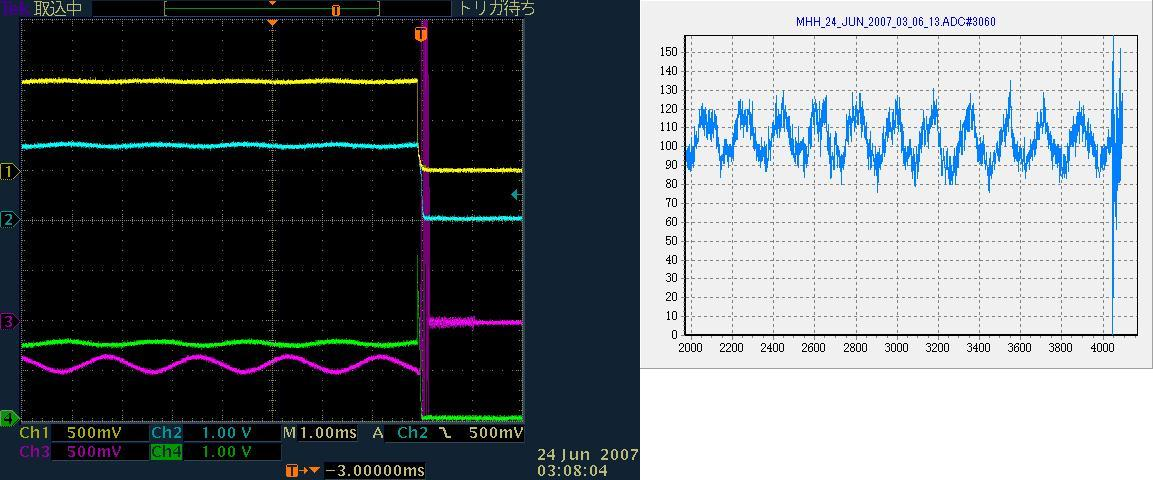 Tek 取込中 トリガ待ち
T
T
1
2
3
4
Ch1 500mV Ch2 1.00 V M 1.00ms A Ch2 500mV
Ch3 500mV Ch4 1.00 V
T -3.00000ms
24 Jun 2007
03:08:04
MHH_24_JUN_2007_03_06_13.ADC#3060
150
140
130
120
110
100
90
80
70
60
50
40
30
20
10
0
2000 2200 2400 2600 2800 3000 3200 3400 3600 3800 4000